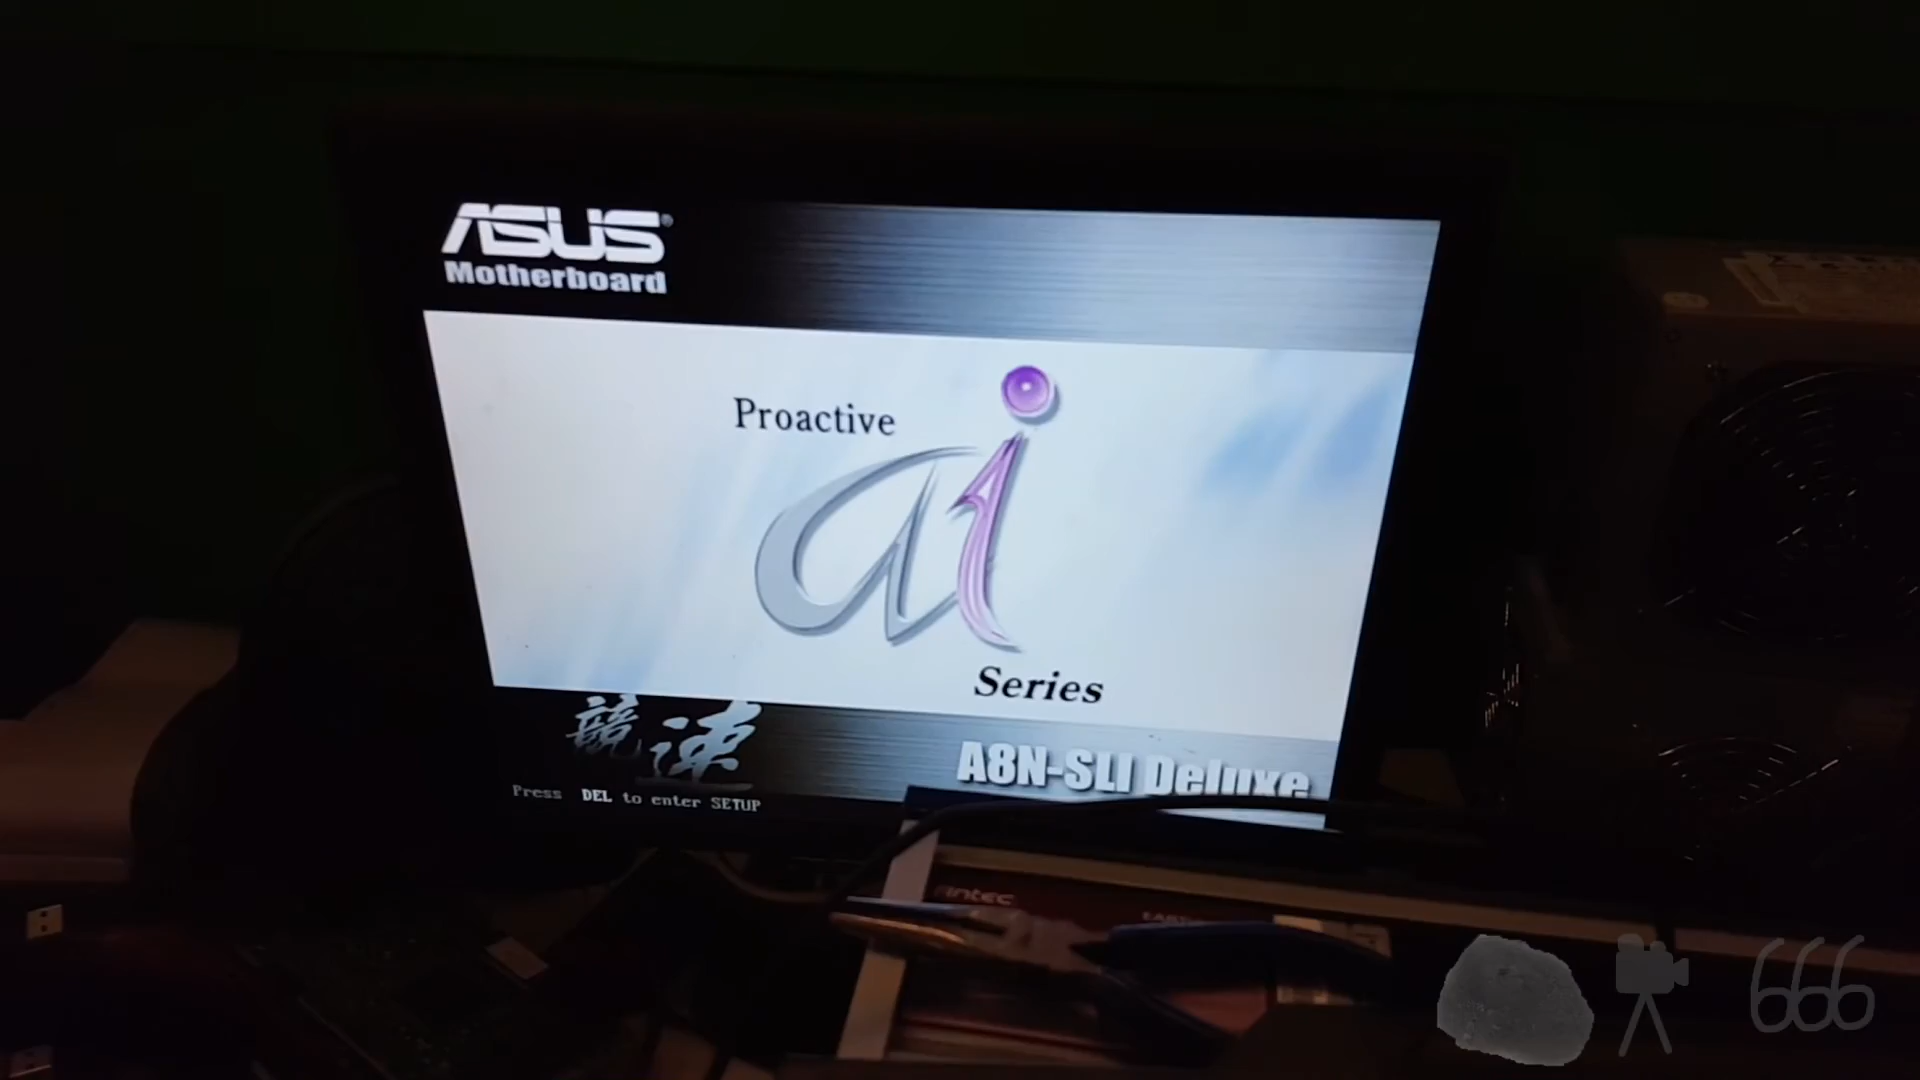 ASUS®
Motherboard
Proactive
ai
Series
競速
A8N-SLI Deluxe
Press DEL to enter SETUP
antec
666